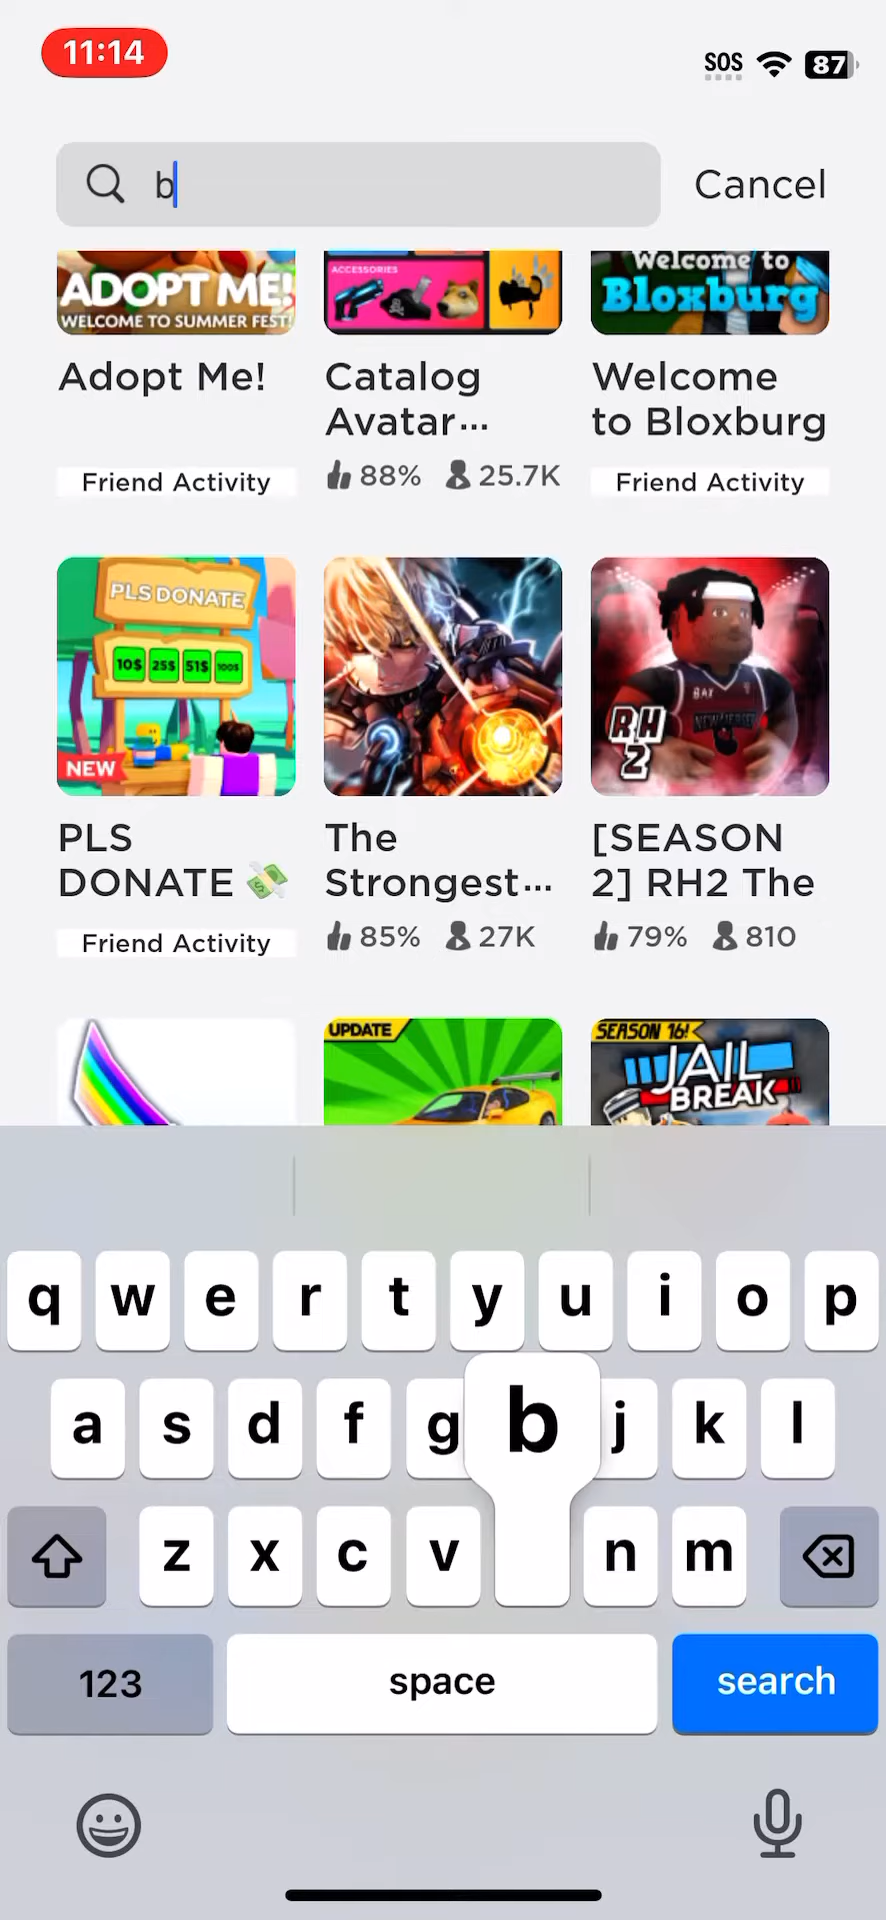 11:14
SOS
87
b
Cancel
ADOPT ME!
WELCOME TO SUMMER FEST!
ACCESSORIES
Welcome to
Bloxburg
Adopt Me!
Catalog
Avatar...
Welcome
to Bloxburg
Friend Activity
88% 25.7K
Friend Activity
PLS DONATE
10$ 25$ 51$ 100$
NEW
BAX
NEW JERSEY
RH
2
PLS
DONATE 💸
The
Strongest...
[SEASON
2] RH2 The
Friend Activity
85% 27K
79% 810
UPDATE
SEASON 16!
JAIL
BREAK
q w e r t y u i o p
a s d f g b j k l
z x c v n m
123
space
search